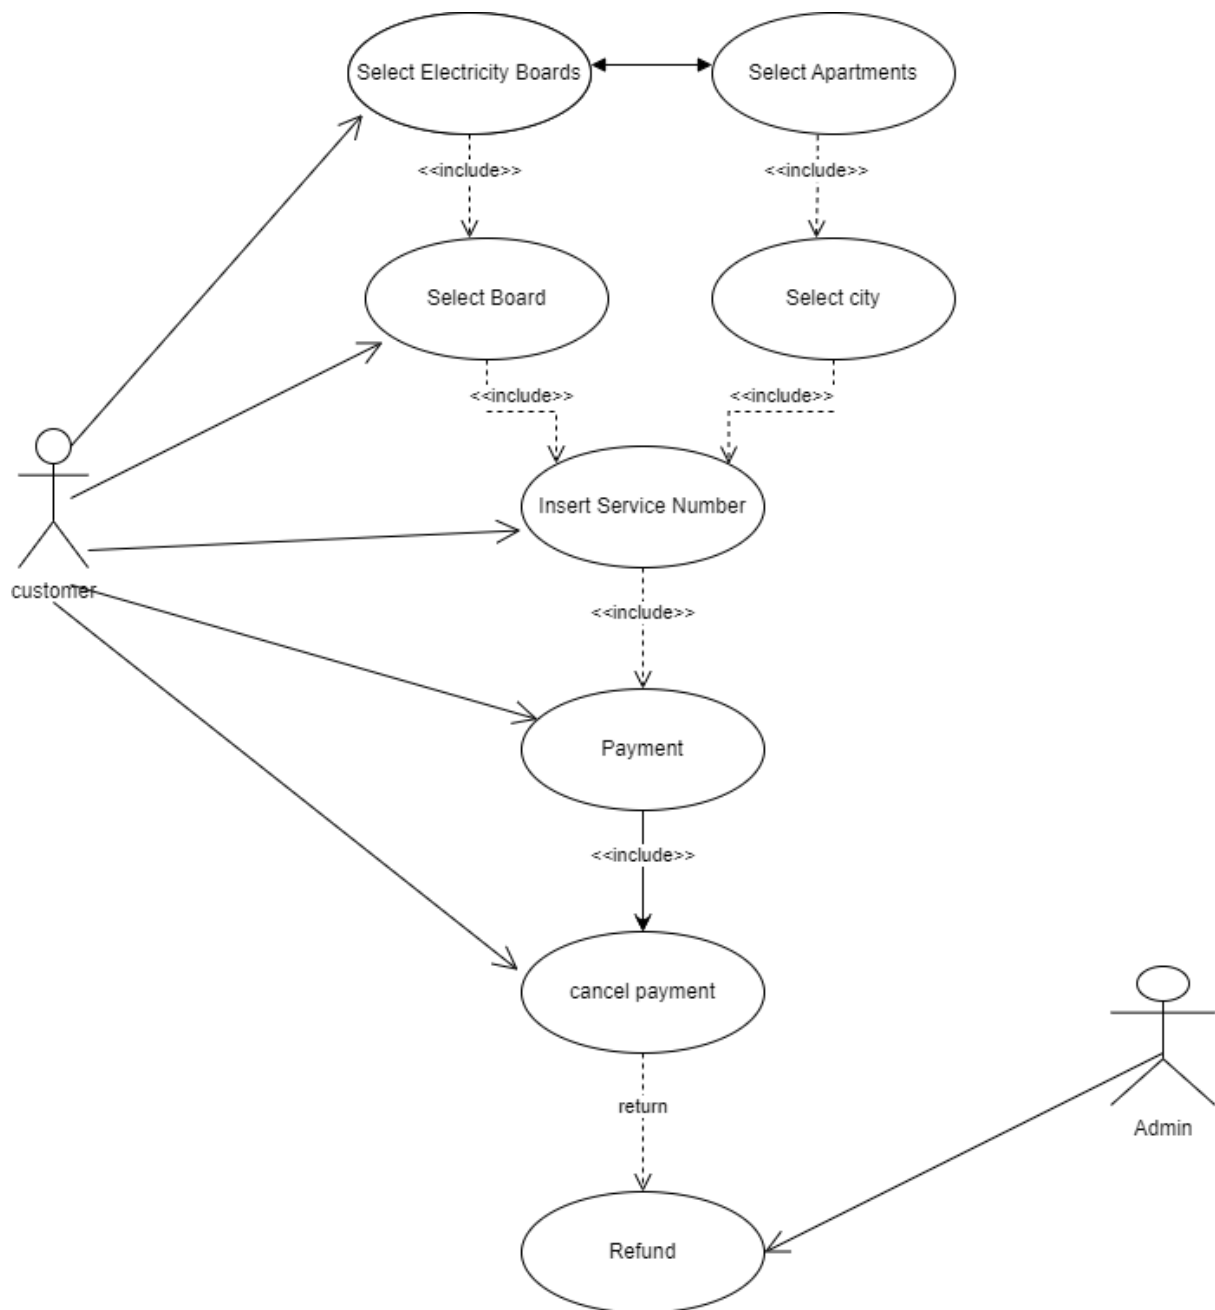 Select Electricity Boards
Select Apartments
<<include>>
<<include>>
Select Board
Select city
<<include>>
<<include>>
Insert Service Number
customer
<<include>>
Payment
<<include>>
cancel payment
return
Admin
Refund